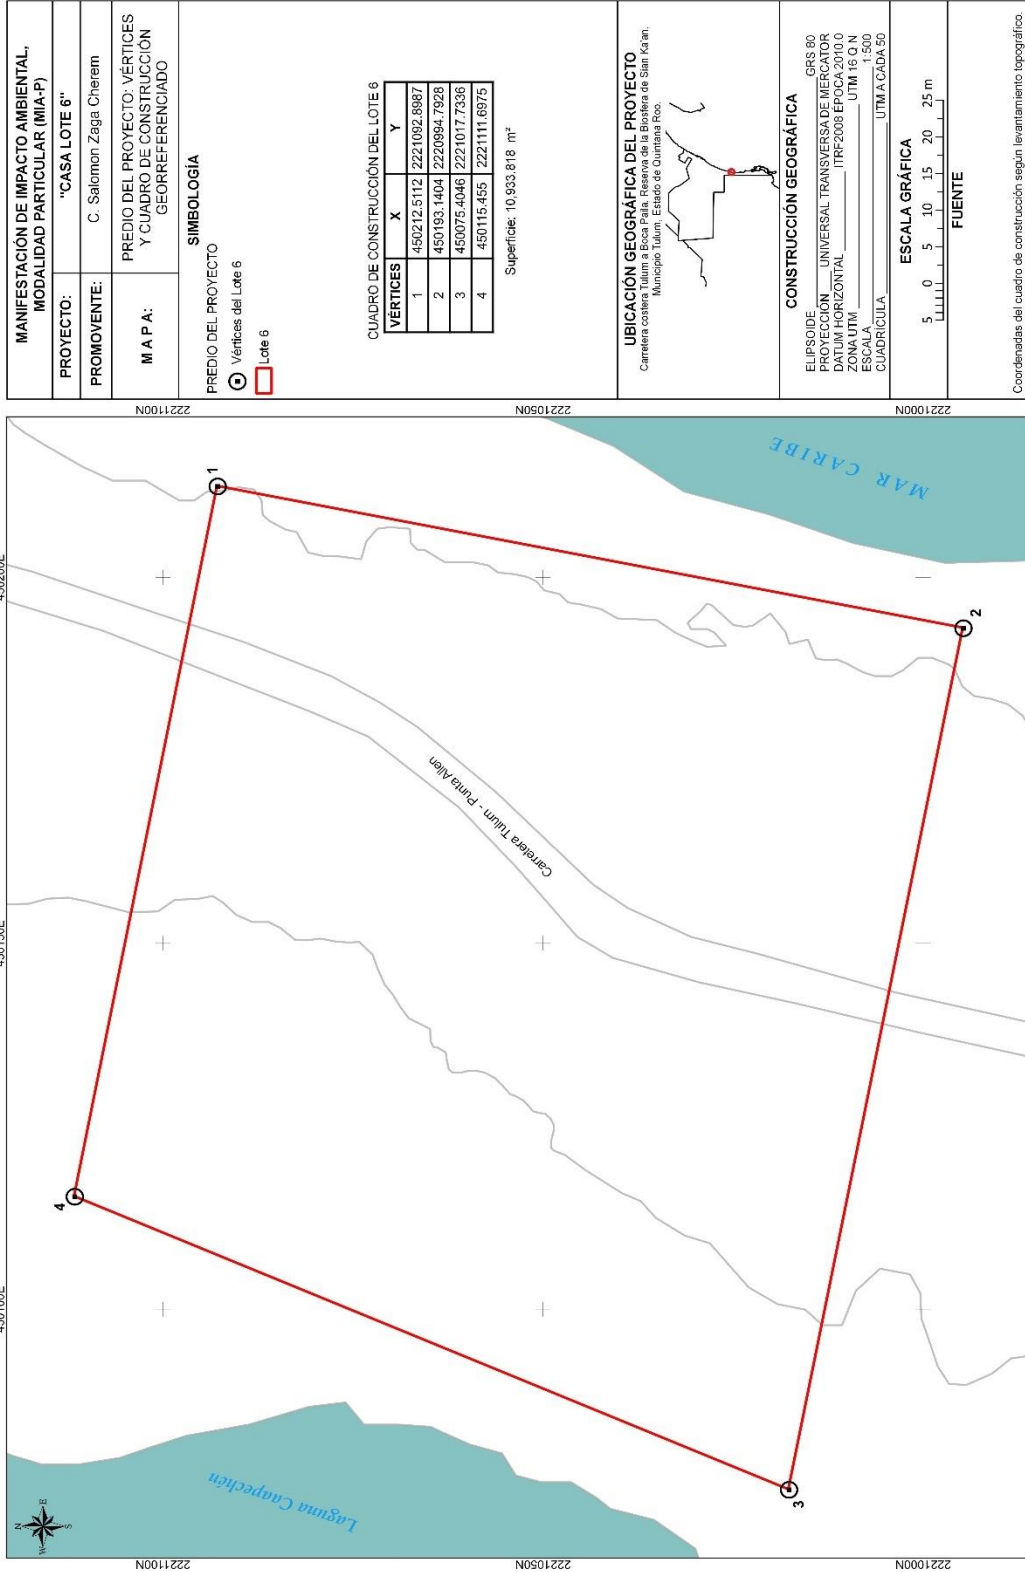 MANIFESTACIÓN DE IMPACTO AMBIENTAL,
MODALIDAD PARTICULAR (MIA-P)
PROYECTO: "CASA LOTE 6"
PROMOVENTE: C. Salomon Zaga Cherem
M A P A: PREDIO DEL PROYECTO: VÉRTICES
Y CUADRO DE CONSTRUCCIÓN
GEORREFERENCIADO
SIMBOLOGÍA
PREDIO DEL PROYECTO
Vértices del Lote 6
Lote 6
CUADRO DE CONSTRUCCIÓN DEL LOTE 6
VÉRTICES X Y
1 450212.5112 2221092.8987
2 450193.1404 2220994.7928
3 450075.4046 2221017.7336
4 450115.455 2221111.6975
Superficie: 10,933.818 m²
UBICACIÓN GEOGRÁFICA DEL PROYECTO
Carretera costera Tulum a Boca Paila, Reserva de la Biosfera de Sian Ka'an,
Municipio Tulum, Estado de Quintana Roo.
CONSTRUCCIÓN GEOGRÁFICA
ELIPSOIDE GRS 80
PROYECCIÓN UNIVERSAL TRANSVERSA DE MERCATOR
DATUM HORIZONTAL ITRF2008 ÉPOCA 2010.0
ZONA UTM UTM 16 Q N
ESCALA 1:500
CUADRÍCULA UTM A CADA 50
ESCALA GRÁFICA
5 0 5 10 15 20 25 m
FUENTE
Coordenadas del cuadro de construcción según levantamiento topográfico.
2221100N
2221050N
2221000N
2221100N
2221050N
2221000N
N
W E
S
1
2
3
4
Carretera Tulum - Punta Allen
MAR CARIBE
Laguna Caapechén